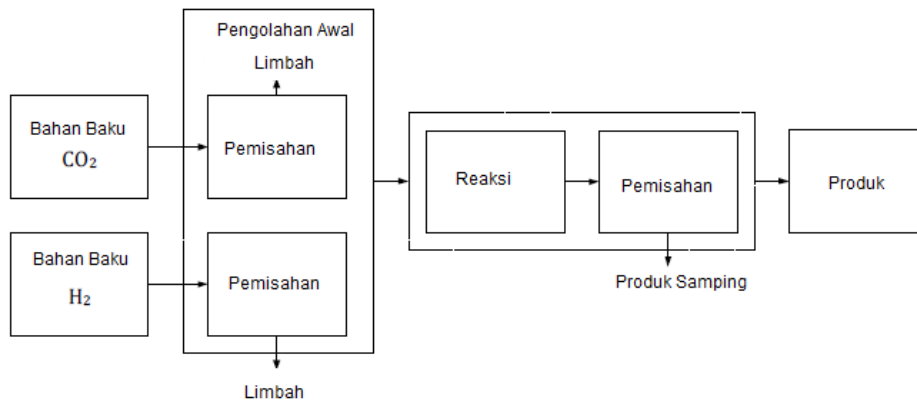 Pengolahan Awal
Limbah
Bahan Baku
CO₂
Pemisahan
Bahan Baku
H₂
Pemisahan
Limbah
Reaksi
Pemisahan
Produk Samping
Produk